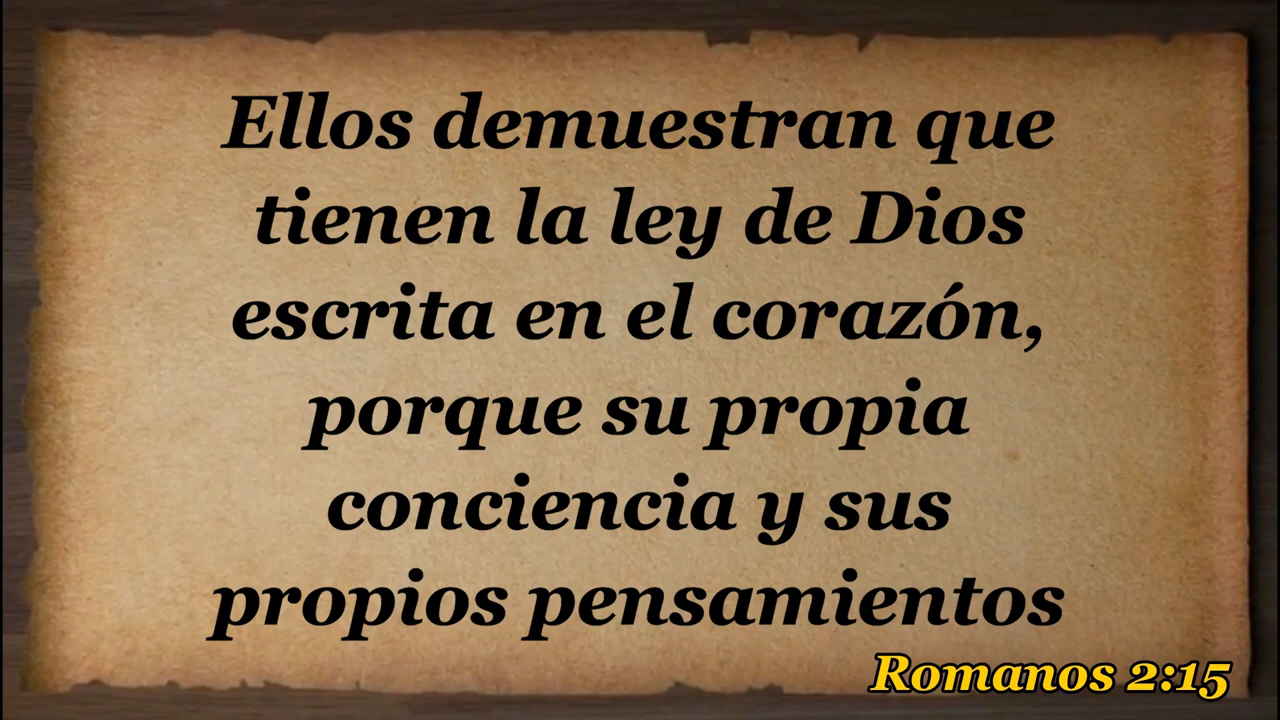 Ellos demuestran que
tienen la ley de Dios
escrita en el corazón,
porque su propia
conciencia y sus
propios pensamientos
Romanos 2:15